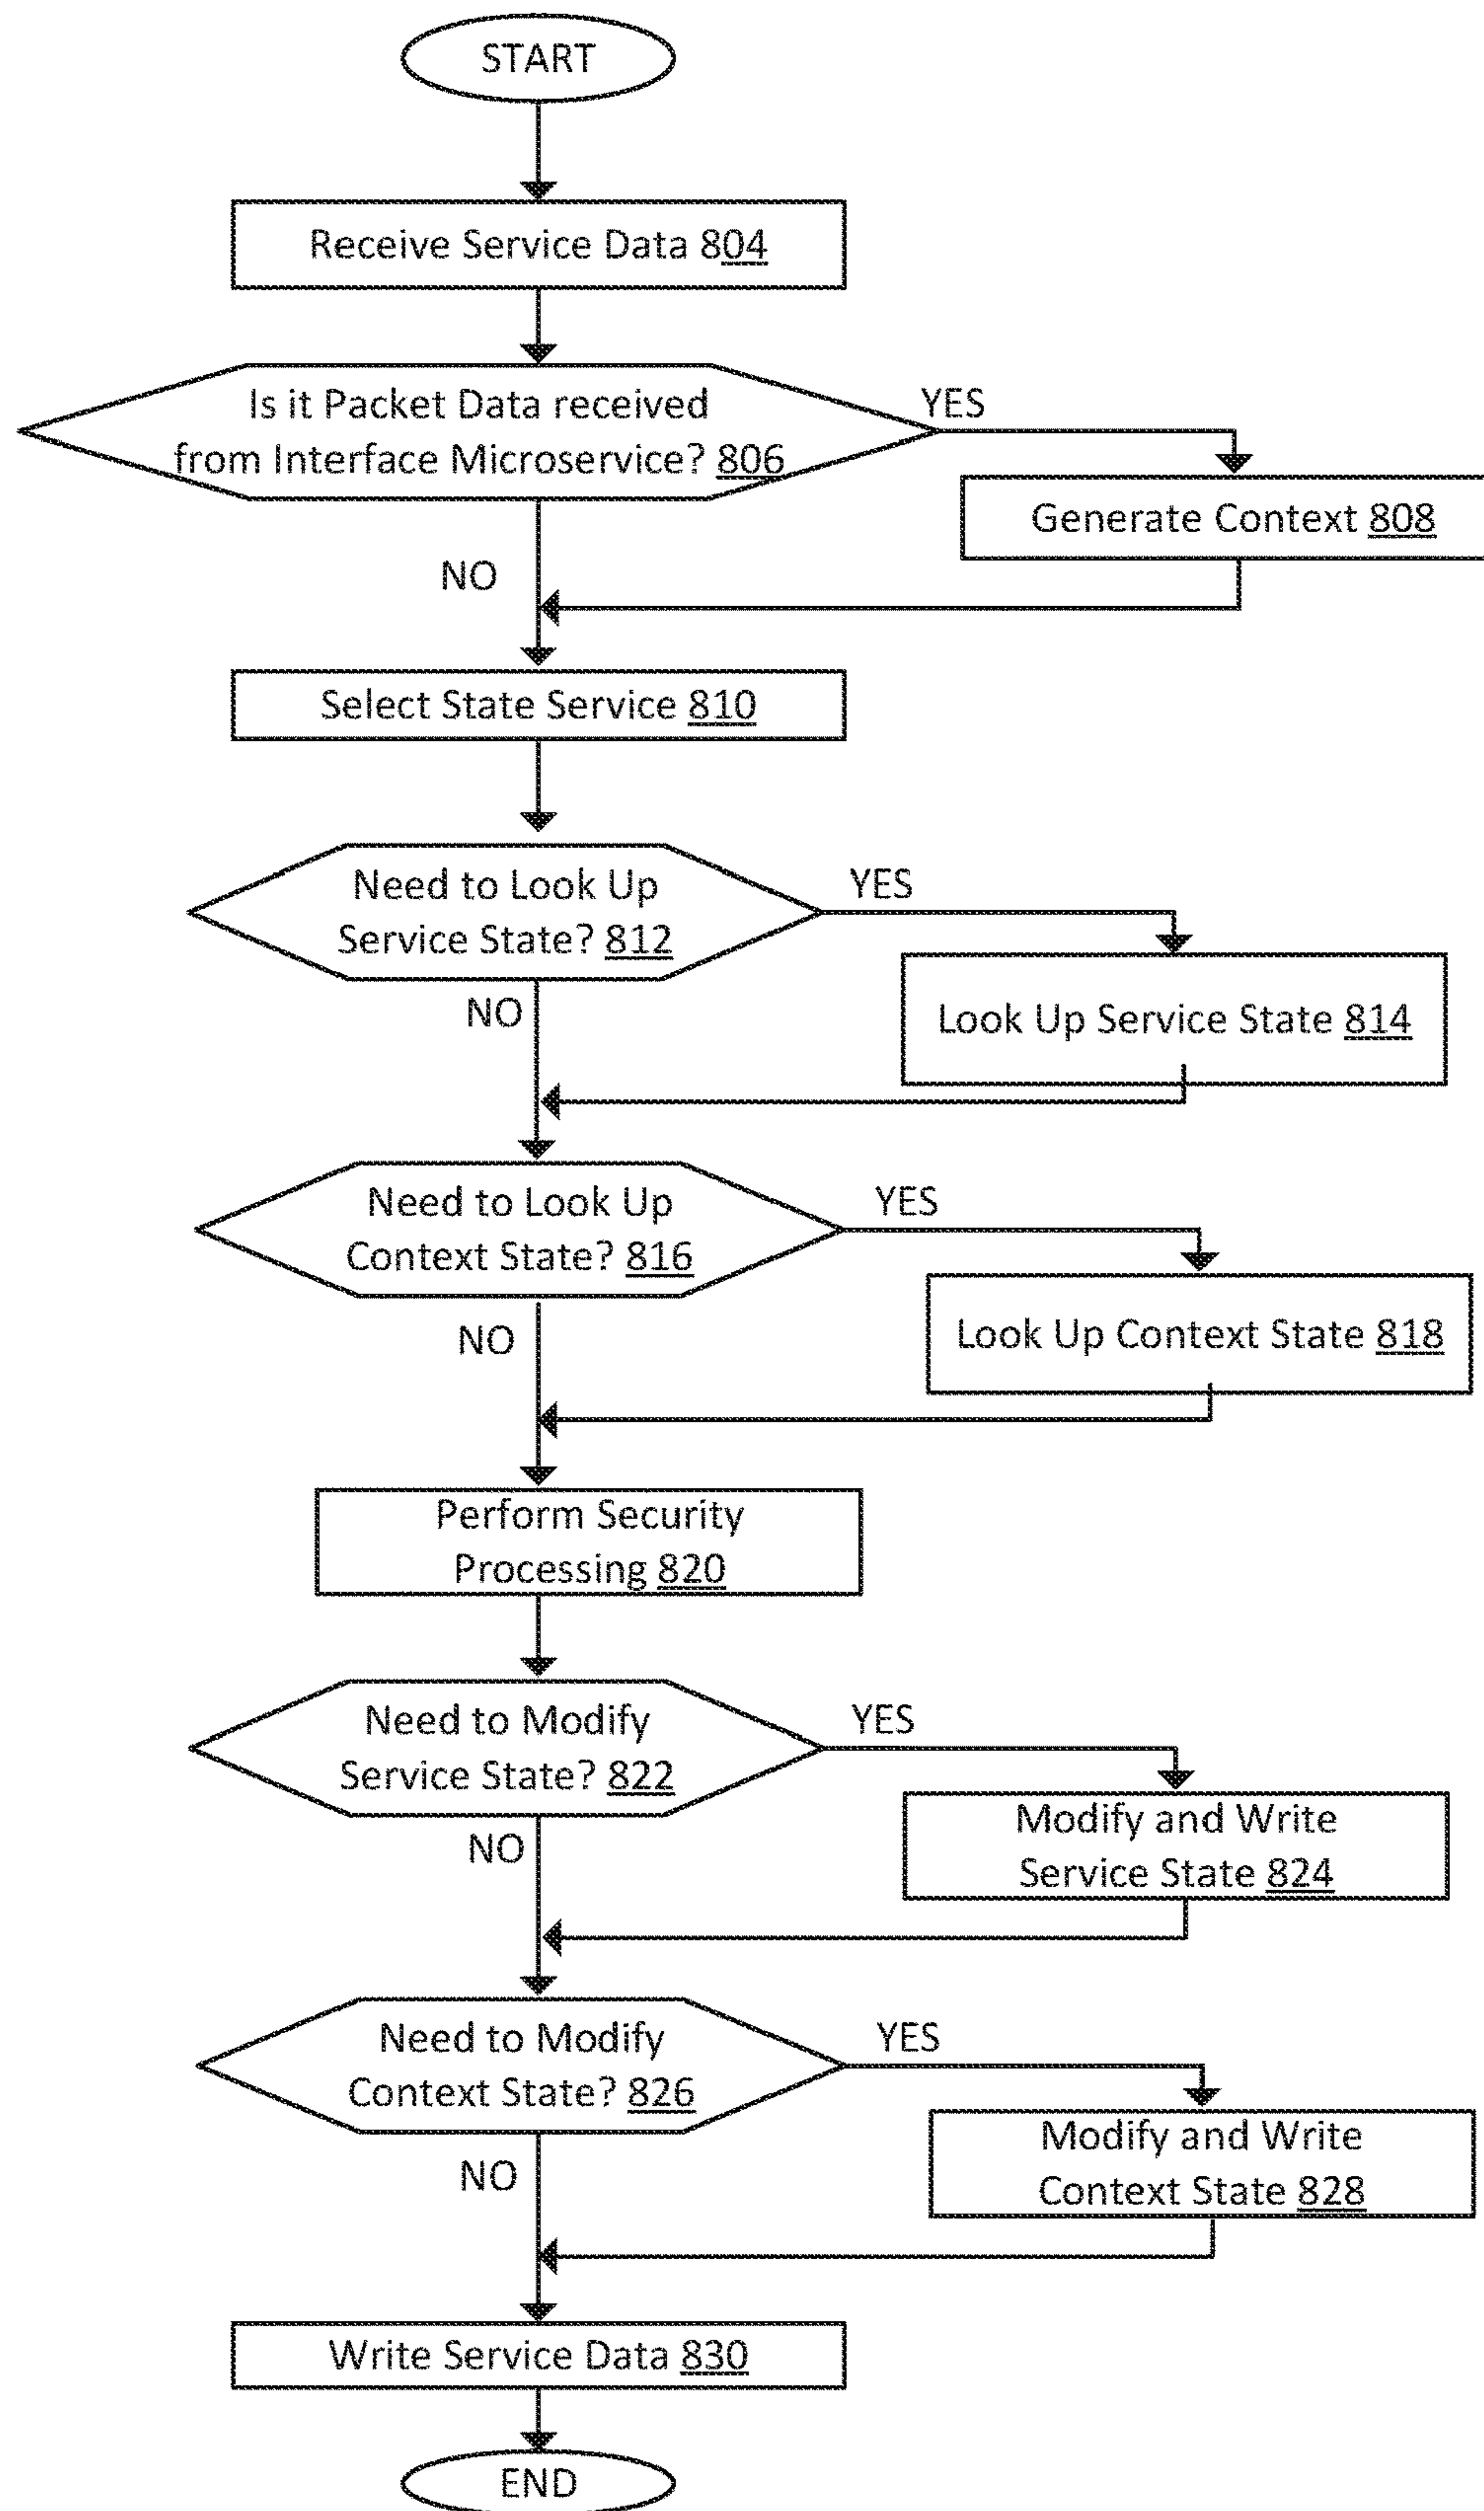 START
Receive Service Data 804
Is it Packet Data received
from Interface Microservice? 806
YES
Generate Context 808
NO
Select State Service 810
Need to Look Up
Service State? 812
YES
Look Up Service State 814
NO
Need to Look Up
Context State? 816
YES
Look Up Context State 818
NO
Perform Security
Processing 820
Need to Modify
Service State? 822
YES
Modify and Write
Service State 824
NO
Need to Modify
Context State? 826
YES
Modify and Write
Context State 828
NO
Write Service Data 830
END